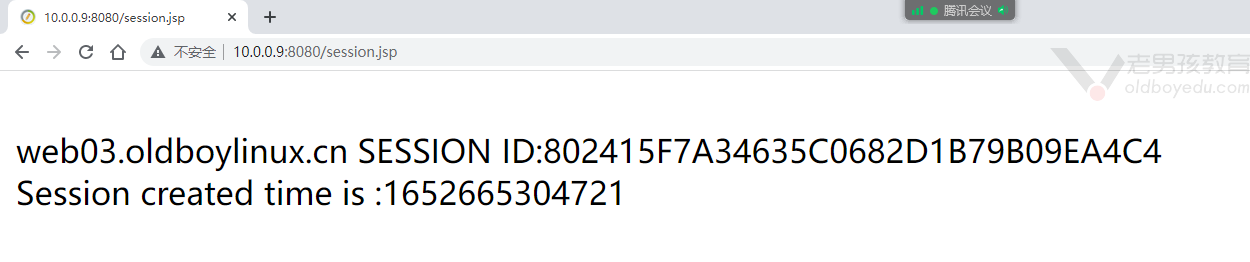 10.0.0.9:8080/session.jsp
腾讯会议
不安全 10.0.0.9:8080/session.jsp
老男孩教育
oldboyedu.com
web03.oldboylinux.cn SESSION ID:802415F7A34635C0682D1B79B09EA4C4
Session created time is :1652665304721